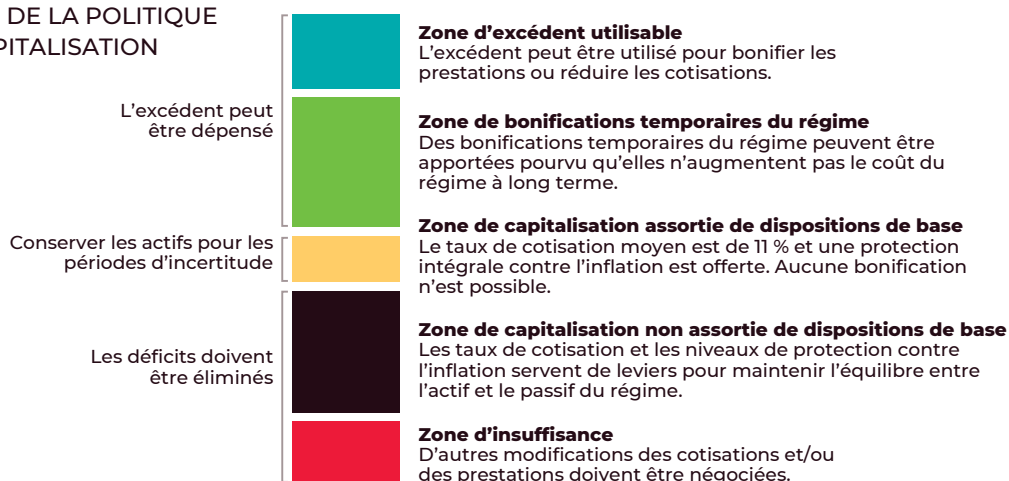 DE LA POLITIQUE
PITALISATION
L'excédent peut
être dépensé
Conserver les actifs pour les
périodes d'incertitude
Les déficits doivent
être éliminés
Zone d'excédent utilisable
L'excédent peut être utilisé pour bonifier les
prestations ou réduire les cotisations.
Zone de bonifications temporaires du régime
Des bonifications temporaires du régime peuvent être
apportées pourvu qu'elles n'augmentent pas le coût du
régime à long terme.
Zone de capitalisation assortie de dispositions de base
Le taux de cotisation moyen est de 11 % et une protection
intégrale contre l'inflation est offerte. Aucune bonification
n'est possible.
Zone de capitalisation non assortie de dispositions de base
Les taux de cotisation et les niveaux de protection contre
l'inflation servent de leviers pour maintenir l'équilibre entre
l'actif et le passif du régime.
Zone d'insuffisance
D'autres modifications des cotisations et/ou
des prestations doivent être négociées.